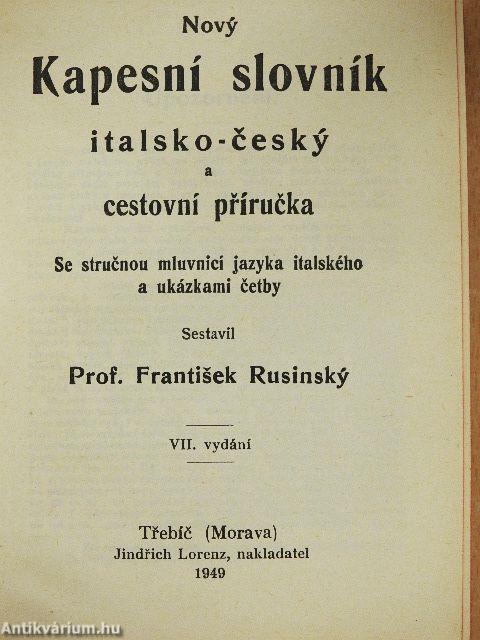 Nový
Kapesní slovník
italsko-český
a
cestovní příručka
Se stručnou mluvnicí jazyka italského
a ukázkami četby
Sestavil
Prof. František Rusinský
VII. vydání
Třebíč (Morava)
Jindřich Lorenz, nakladatel
1949
Antikvárium.hu